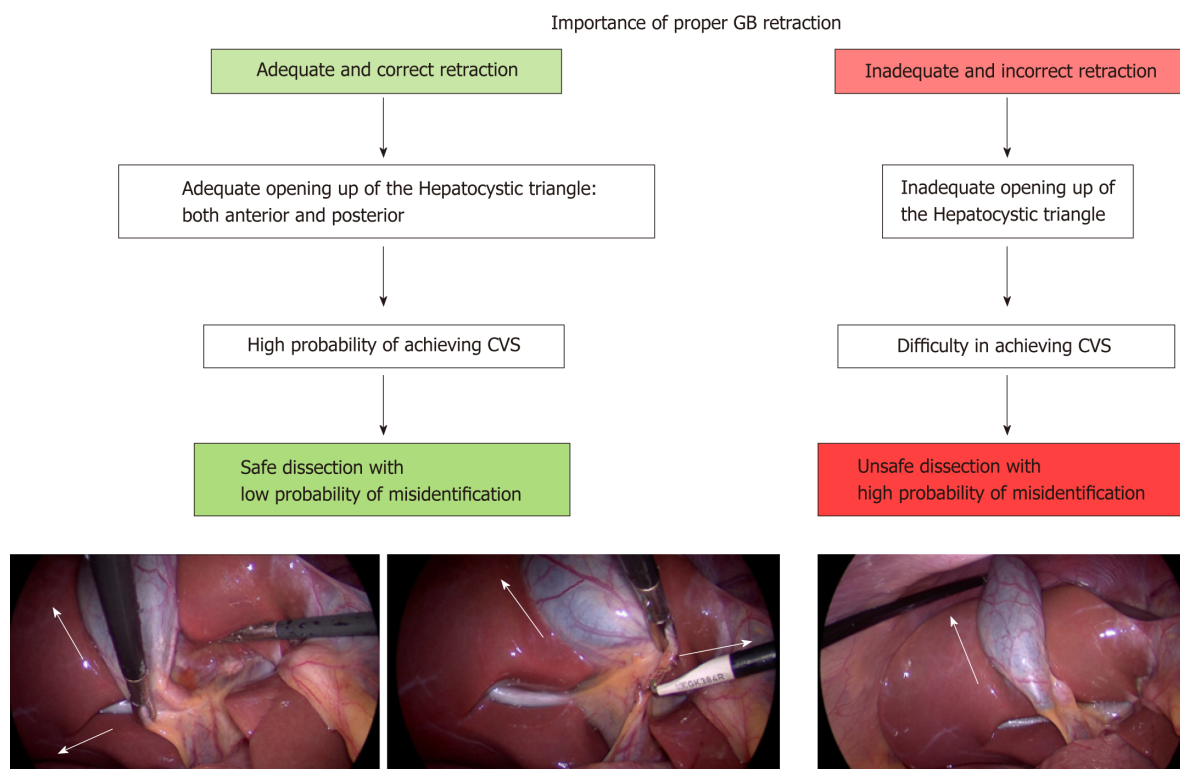 Importance of proper GB retraction
Adequate and correct retraction
Inadequate and incorrect retraction
Adequate opening up of the Hepatocystic triangle:
both anterior and posterior
Inadequate opening up of
the Hepatocystic triangle
High probability of achieving CVS
Difficulty in achieving CVS
Safe dissection with
low probability of misidentification
Unsafe dissection with
high probability of misidentification